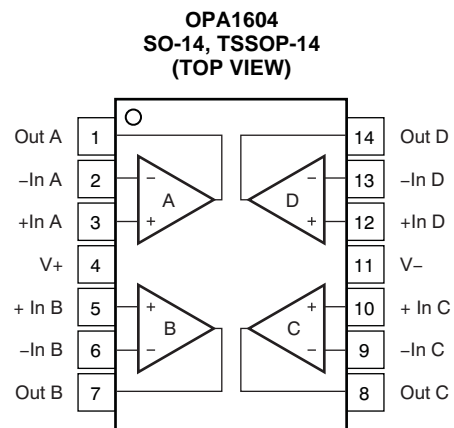 OPA1604
SO-14, TSSOP-14
(TOP VIEW)
Out A 1 14 Out D
−In A 2 − − 13 −In D
A D
+In A 3 + + 12 +In D
V+ 4 11 V−
+ In B 5 + + 10 + In C
B C
−In B 6 − − 9 −In C
Out B 7 8 Out C